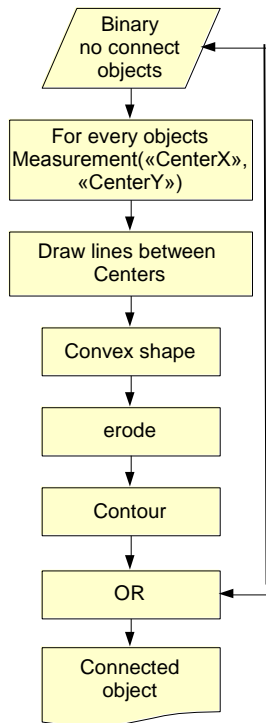 Binary
no connect
objects
For every objects
Measurement(«CenterX»,
«CenterY»)
Draw lines between
Centers
Convex shape
erode
Contour
OR
Connected
object